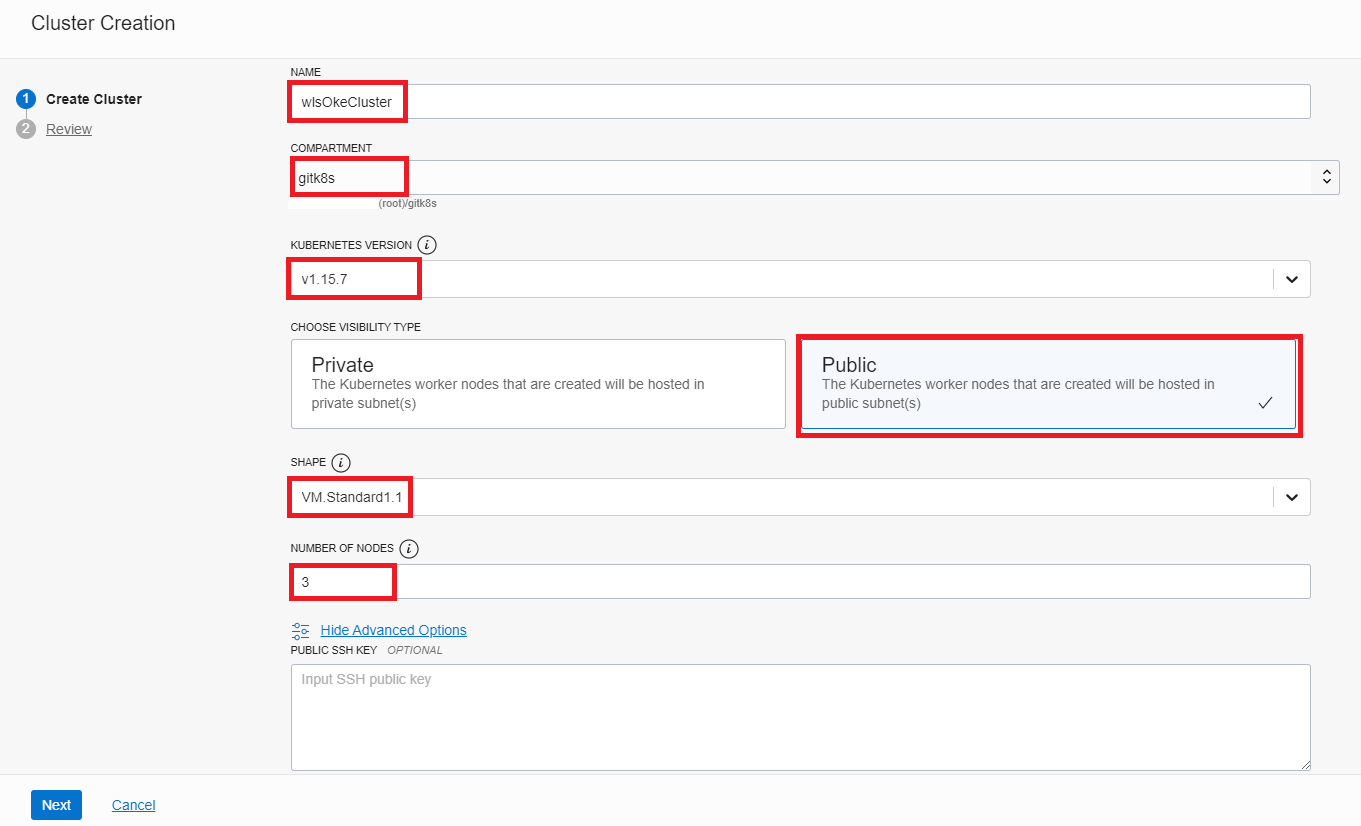 Cluster Creation
1 Create Cluster
2 Review
NAME
wlsOkeCluster
COMPARTMENT
gitk8s
(root)/gitk8s
KUBERNETES VERSION i
v1.15.7
CHOOSE VISIBILITY TYPE
Private
The Kubernetes worker nodes that are created will be hosted in
private subnet(s)
Public
The Kubernetes worker nodes that are created will be hosted in
public subnet(s)
SHAPE i
VM.Standard1.1
NUMBER OF NODES i
3
Hide Advanced Options
PUBLIC SSH KEY OPTIONAL
Input SSH public key
Next Cancel